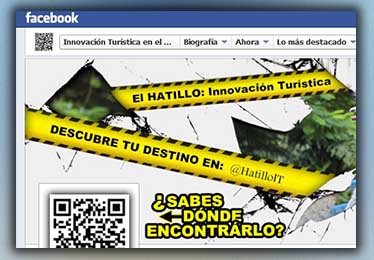 facebook
Innovación Turística en el ... Biografía Ahora Lo más destacado
El HATILLO: Innovación Turística
DESCUBRE TU DESTINO EN: @HatilloIT
¿SABES
DÓNDE
ENCONTRÁRLO?